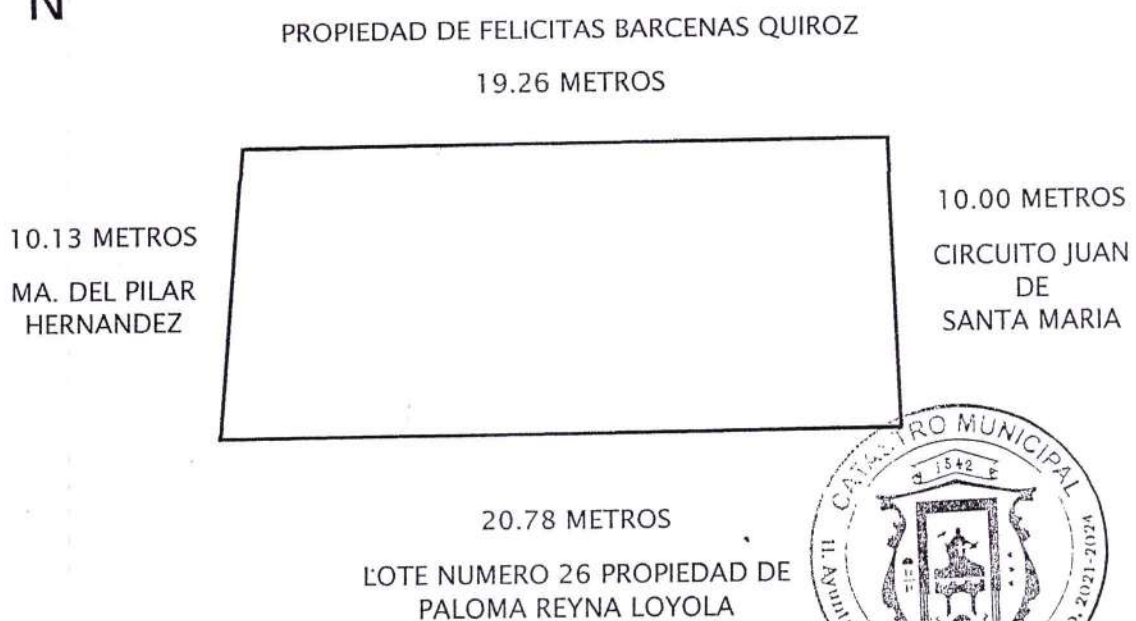 N
PROPIEDAD DE FELICITAS BARCENAS QUIROZ
19.26 METROS
10.13 METROS
MA. DEL PILAR
HERNANDEZ
10.00 METROS
CIRCUITO JUAN
DE
SANTA MARIA
20.78 METROS
LOTE NUMERO 26 PROPIEDAD DE
PALOMA REYNA LOYOLA
CATASTRO MUNICIPAL
1542
2021-2024